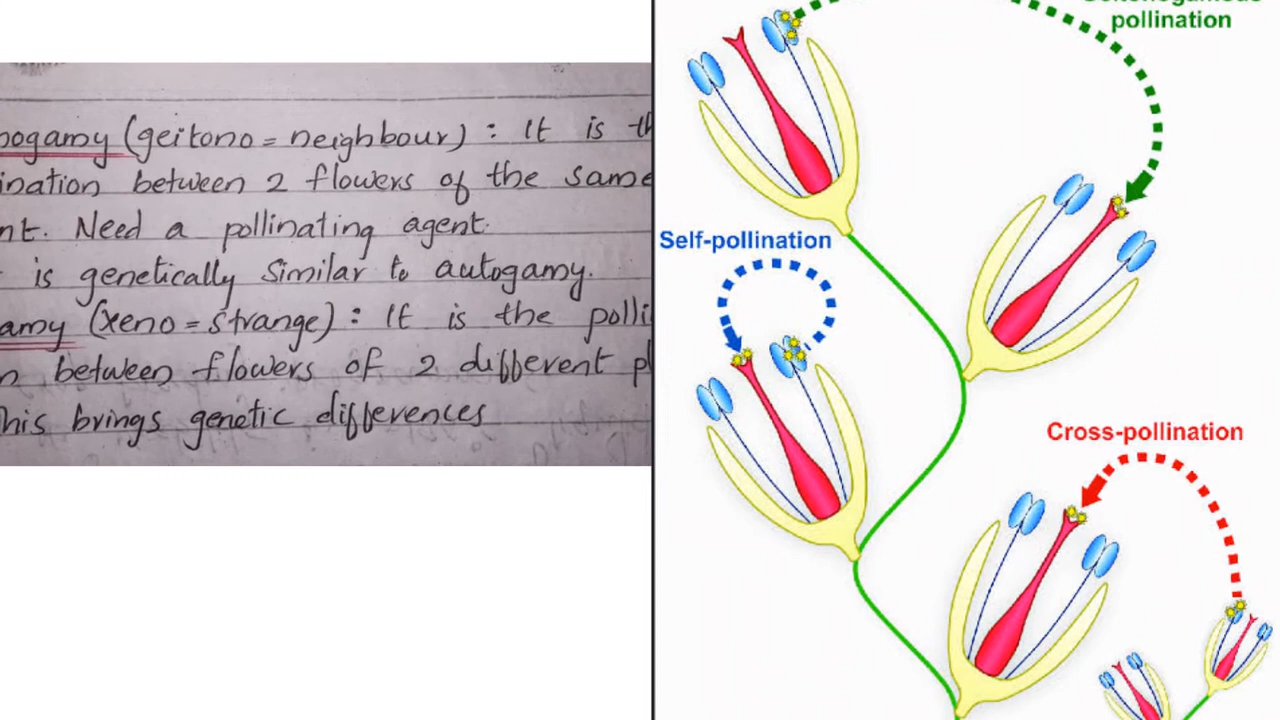 nogamy (geitono = neighbour) : It is th
ination between 2 flowers of the same
nt. Need a pollinating agent.
is genetically similar to autogamy.
amy (xeno = strange) : It is the polli
n between flowers of 2 different pl
his brings genetic differences
pollination
Self-pollination
Cross-pollination